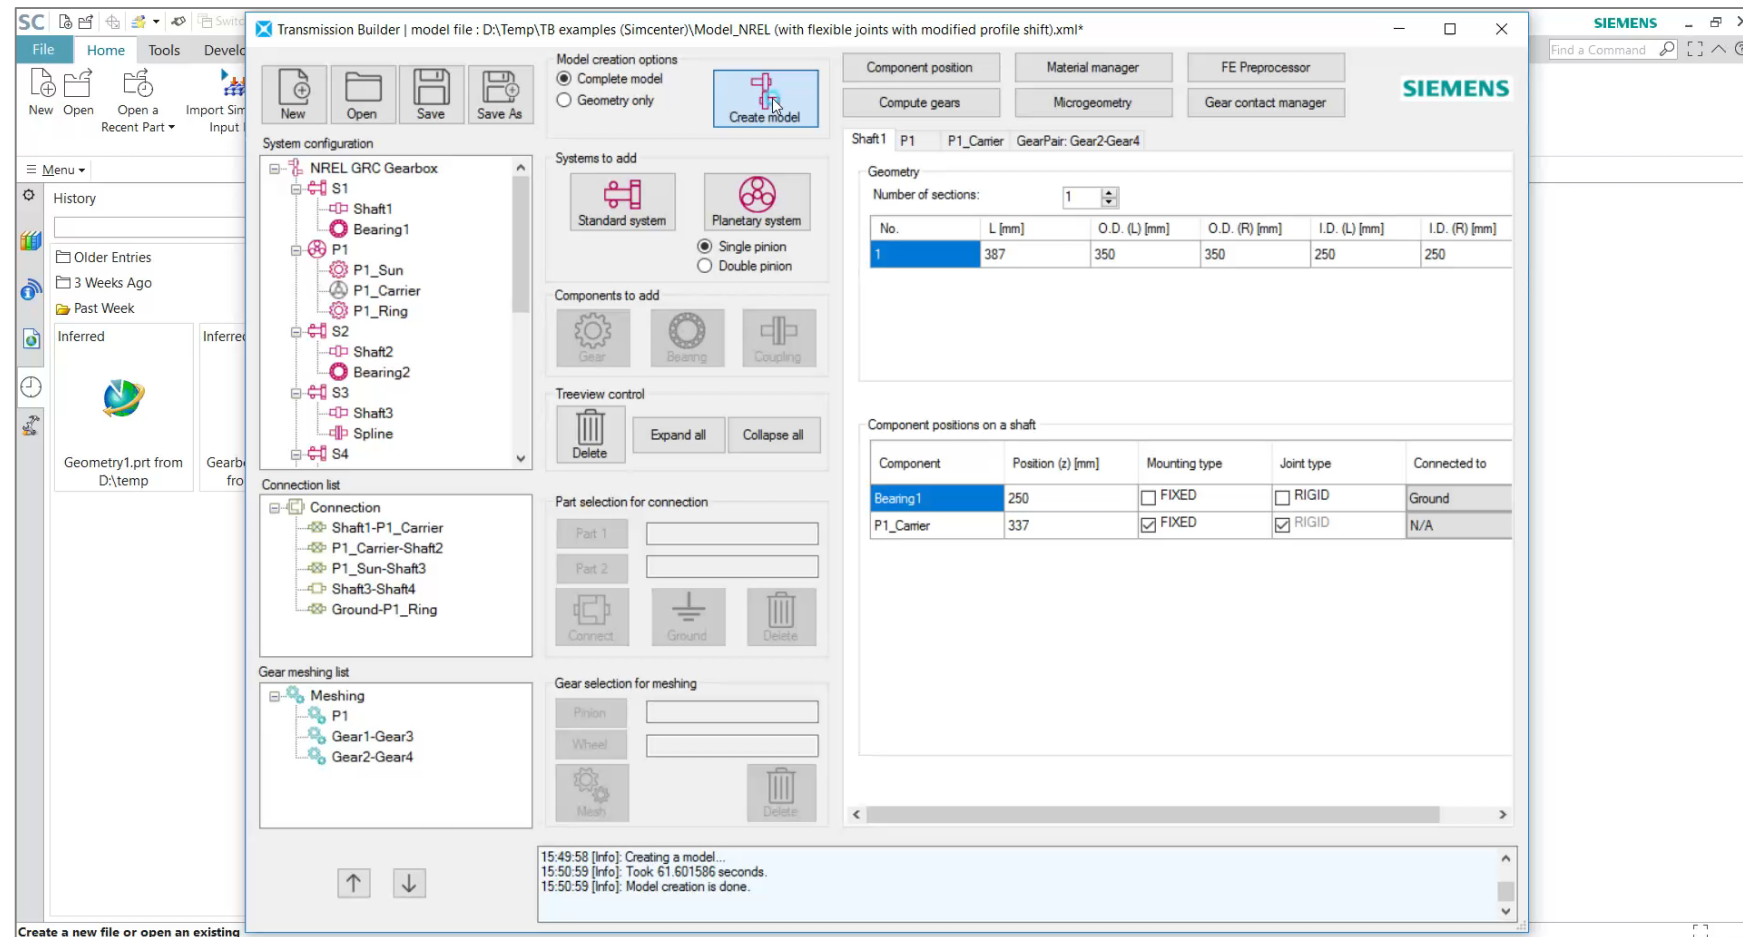 SC
Switc
SIEMENS
File
Home
Tools
Develo
Find a Command
New
Open
Open a
Recent Part
Import Sim
Input
Menu
History
Older Entries
3 Weeks Ago
Past Week
Inferred
Inferre
Geometry1.prt from
D:\temp
Gearb
fro
Create a new file or open an existing
Transmission Builder | model file : D:\Temp\TB examples (Simcenter)\Model_NREL (with flexible joints with modified profile shift).xml*
New
Open
Save
Save As
Model creation options
Complete model
Geometry only
Create model
Component position
Material manager
FE Preprocessor
Compute gears
Microgeometry
Gear contact manager
SIEMENS
System configuration
NREL GRC Gearbox
S1
Shaft1
Bearing1
P1
P1_Sun
P1_Carrier
P1_Ring
S2
Shaft2
Bearing2
S3
Shaft3
Spline
S4
Systems to add
Standard system
Planetary system
Single pinion
Double pinion
Components to add
Gear
Bearing
Coupling
Treeview control
Delete
Expand all
Collapse all
Connection list
Connection
Shaft1-P1_Carrier
P1_Carrier-Shaft2
P1_Sun-Shaft3
Shaft3-Shaft4
Ground-P1_Ring
Part selection for connection
Part 1
Part 2
Connect
Ground
Delete
Gear meshing list
Meshing
P1
Gear1-Gear3
Gear2-Gear4
Gear selection for meshing
Pinion
Wheel
Mesh
Delete
Shaft1 P1 P1_Carrier GearPair: Gear2-Gear4
Geometry
Number of sections: 1
No. L [mm] O.D. (L) [mm] O.D. (R) [mm] I.D. (L) [mm] I.D. (R) [mm]
1 387 350 350 250 250
Component positions on a shaft
Component Position (z) [mm] Mounting type Joint type Connected to
Bearing1 250 FIXED RIGID Ground
P1_Carrier 337 FIXED RIGID N/A
15:49:58 [Info]: Creating a model...
15:50:59 [Info]: Took 61.601586 seconds.
15:50:59 [Info]: Model creation is done.